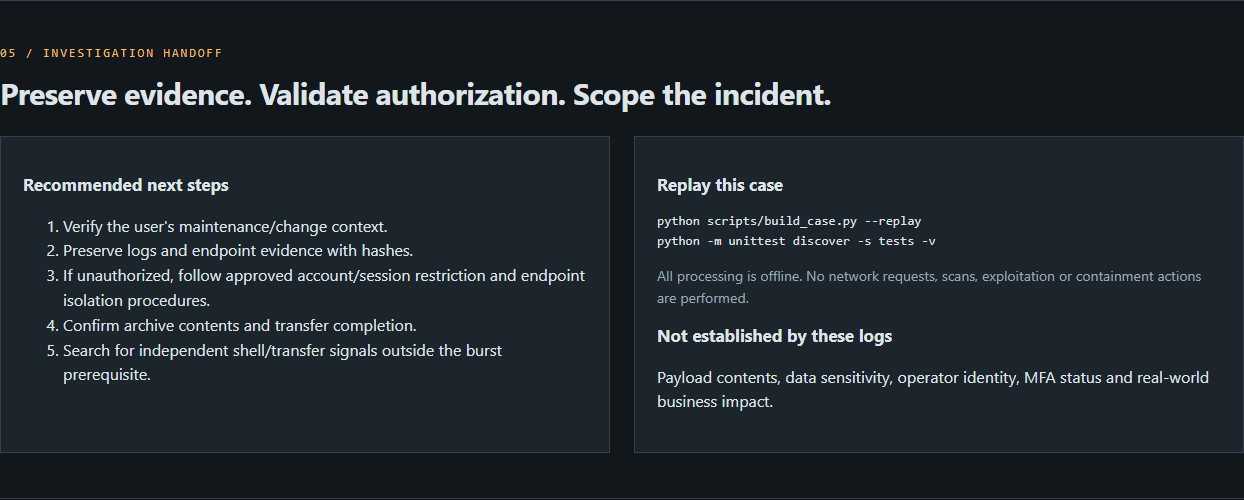 05 / INVESTIGATION HANDOFF
Preserve evidence. Validate authorization. Scope the incident.
Recommended next steps
1. Verify the user's maintenance/change context.
2. Preserve logs and endpoint evidence with hashes.
3. If unauthorized, follow approved account/session restriction and endpoint
isolation procedures.
4. Confirm archive contents and transfer completion.
5. Search for independent shell/transfer signals outside the burst
prerequisite.
Replay this case
python scripts/build_case.py --replay
python -m unittest discover -s tests -v
All processing is offline. No network requests, scans, exploitation or containment actions
are performed.
Not established by these logs
Payload contents, data sensitivity, operator identity, MFA status and real-world
business impact.